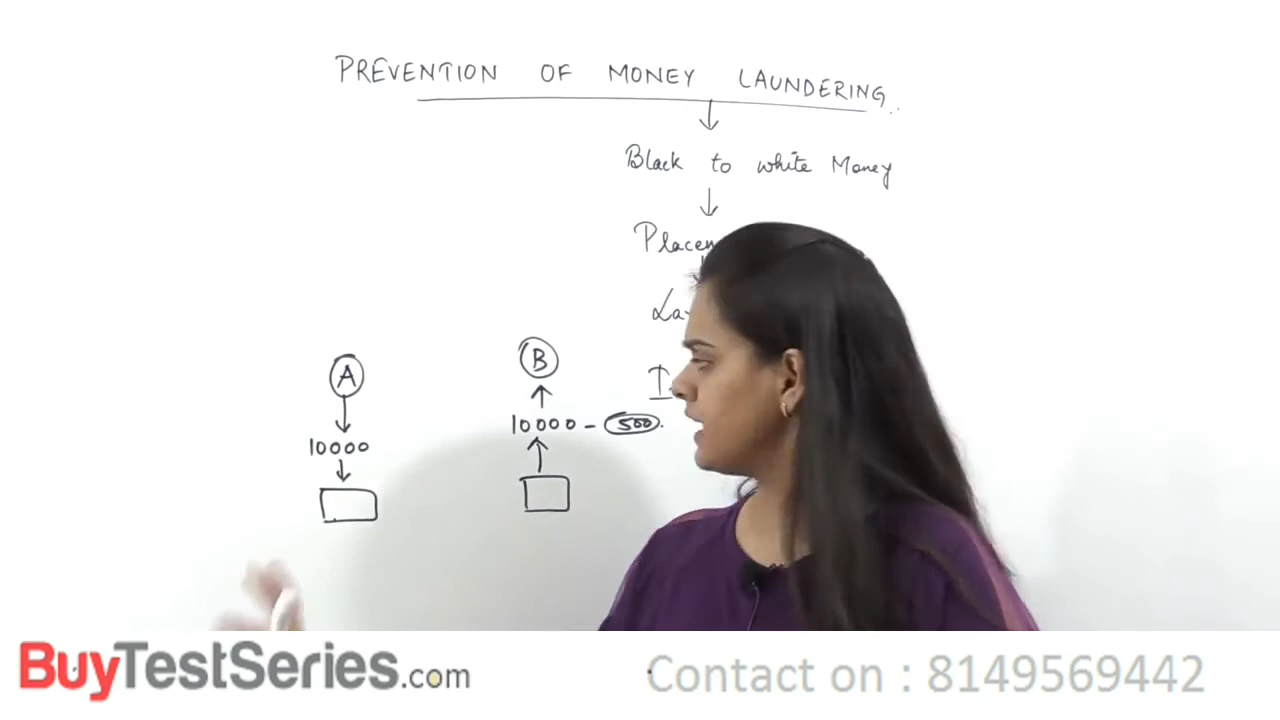 PREVENTION OF MONEY LAUNDERING
Black to white Money
A
10000
B
10000 - 500
BuyTestSeries.com
Contact on : 8149569442